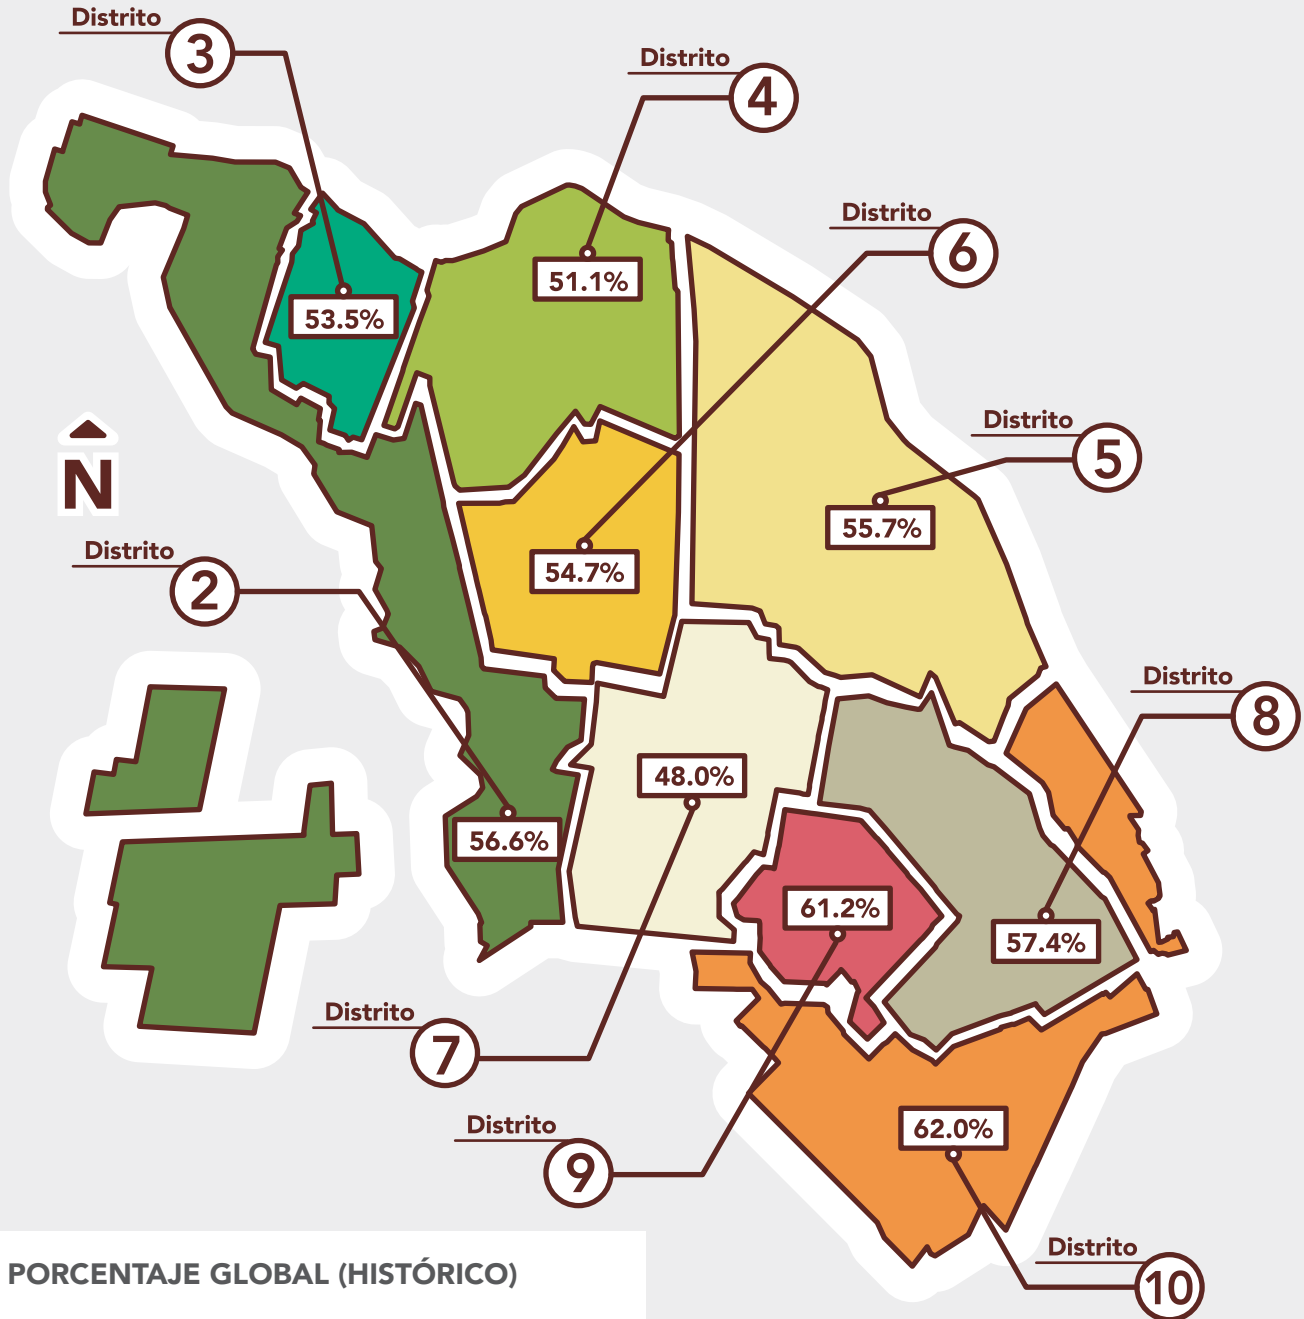 Distrito
3
Distrito
4
Distrito
6
51.1%
53.5%
Distrito
5
N
55.7%
Distrito
2
54.7%
Distrito
8
48.0%
56.6%
61.2%
57.4%
Distrito
7
62.0%
Distrito
9
Distrito
10
PORCENTAJE GLOBAL (HISTÓRICO)